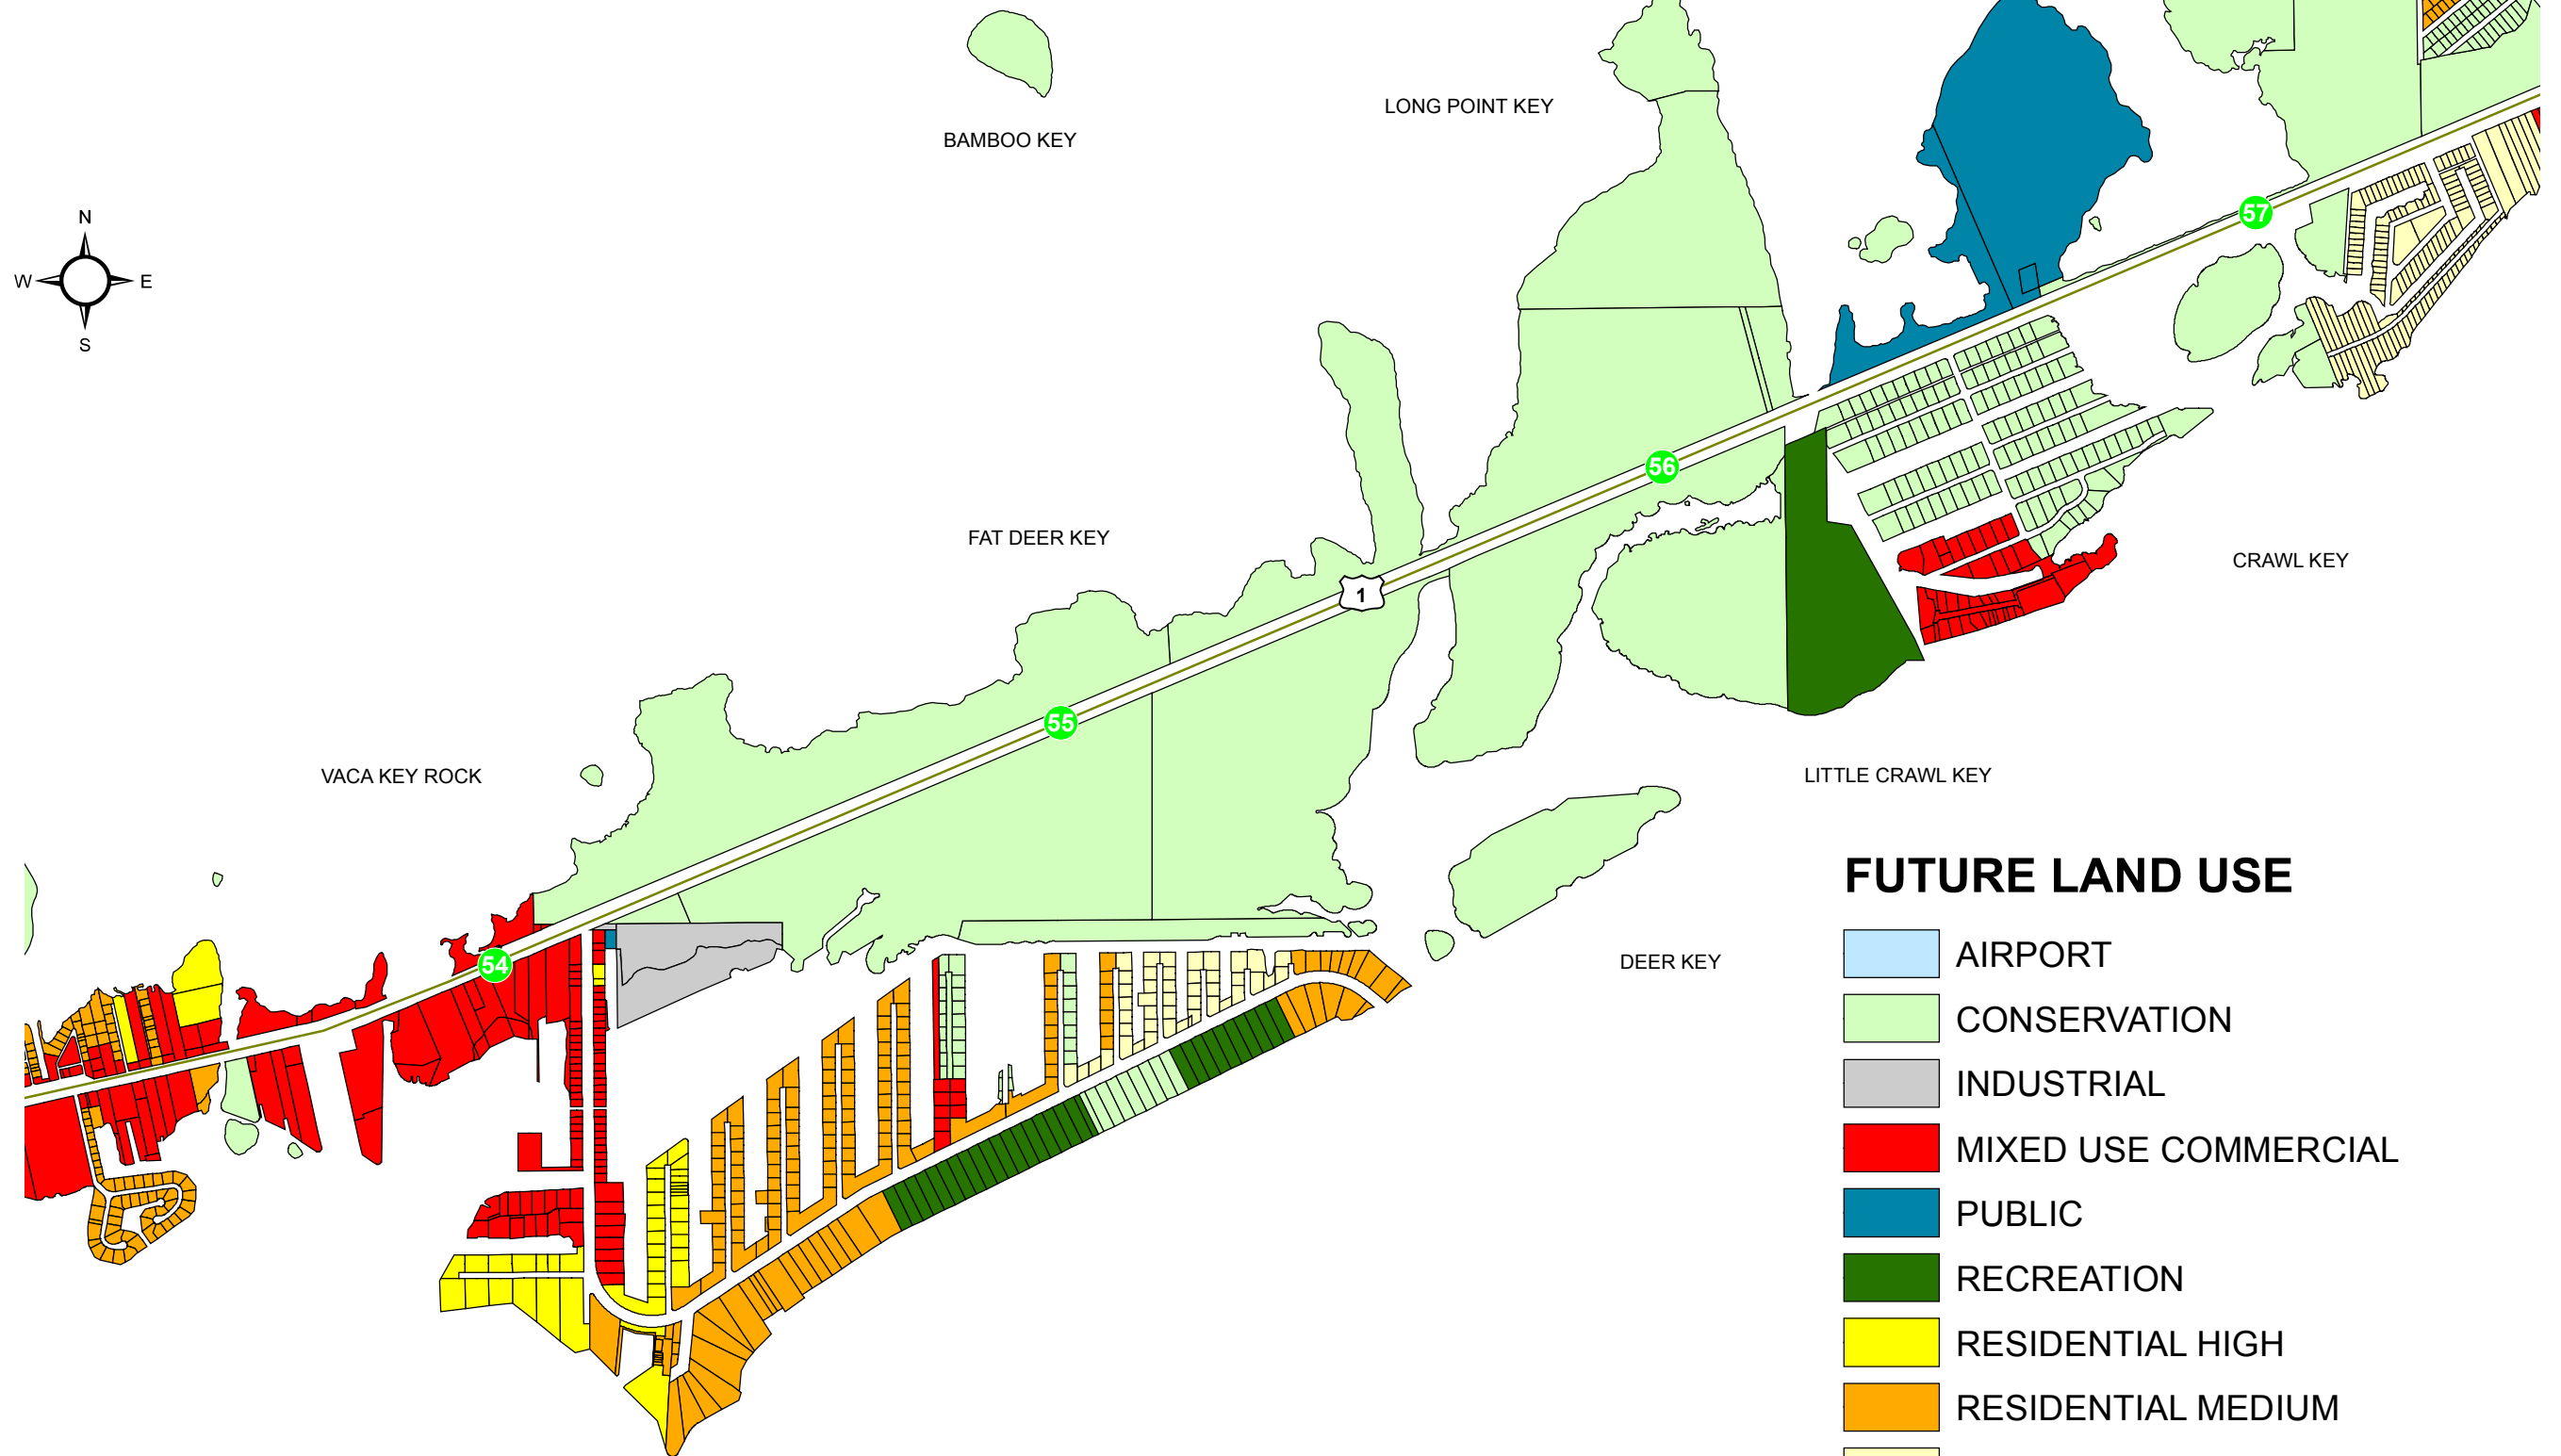 LONG POINT KEY
BAMBOO KEY
57
N
W
E
S
56
FAT DEER KEY
CRAWL KEY
1
55
VACA KEY ROCK
LITTLE CRAWL KEY
54
DEER KEY
FUTURE LAND USE
AIRPORT
CONSERVATION
INDUSTRIAL
MIXED USE COMMERCIAL
PUBLIC
RECREATION
RESIDENTIAL HIGH
RESIDENTIAL MEDIUM